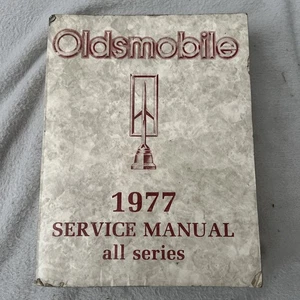 Oldsmobile
1977
SERVICE MANUAL
all series